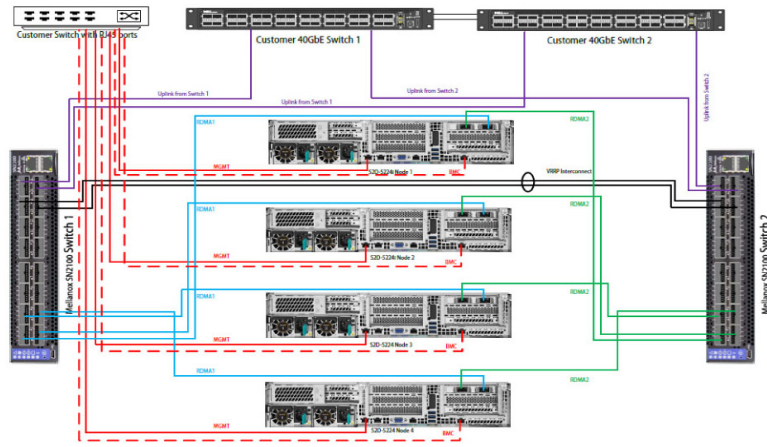 Customer Switch with RJ45 ports
Customer 40GbE Switch 1
Customer 40GbE Switch 2
Uplink from Switch 1
Uplink from Switch 2
Uplink from Switch 1
Uplink from Switch 2
RDMA1
RDMA2
MGMT
S2D-5224i Node 1
BMC
VRRP Interconnect
Mellanox SN2100 Switch 1
Mellanox SN2100 Switch 2
RDMA1
RDMA2
MGMT
S2D-5224i Node 2
BMC
RDMA1
RDMA2
MGMT
S2D-5224 Node 3
BMC
RDMA1
RDMA2
MGMT
S2D-5224 Node 4
BMC